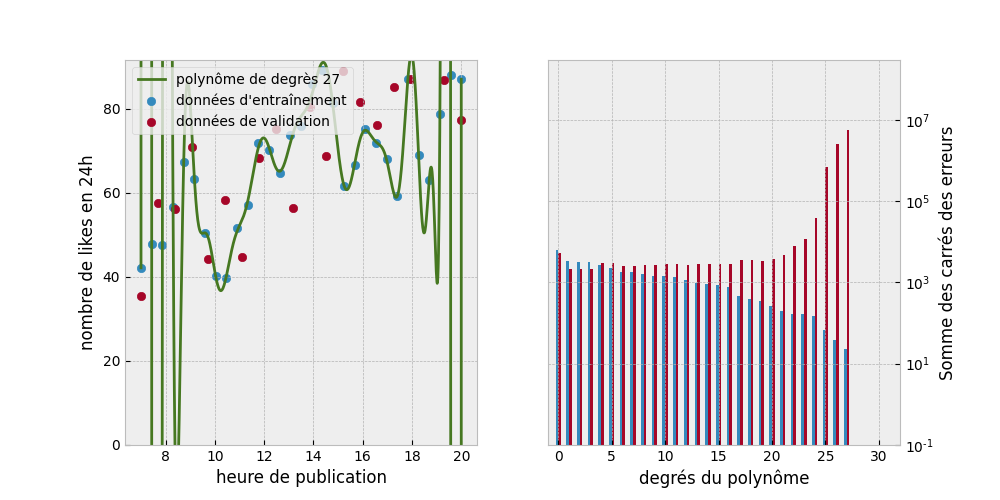 polynôme de degrès 27
données d'entraînement
données de validation
80
60
40
20
0
8 10 12 14 16 18 20
nombre de likes en 24h
heure de publication
10^7
10^5
10^3
10^1
10^-1
0 5 10 15 20 25 30
Somme des carrés des erreurs
degrés du polynôme